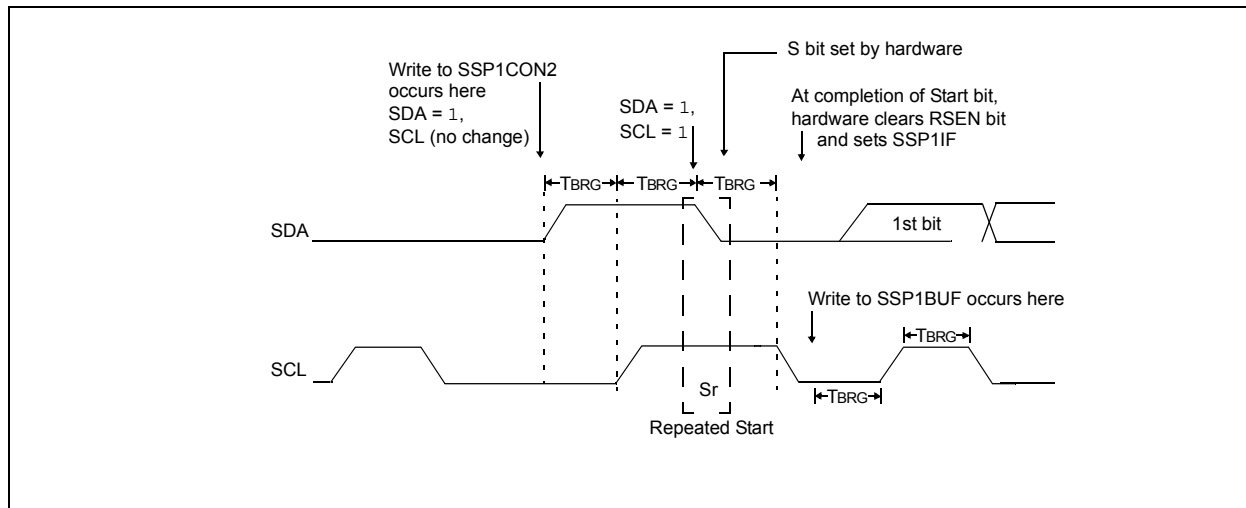 S bit set by hardware
Write to SSP1CON2
occurs here
SDA = 1,
SCL (no change)
SDA = 1,
SCL = 1
At completion of Start bit,
hardware clears RSEN bit
and sets SSP1IF
TBRG TBRG TBRG
SDA
1st bit
Write to SSP1BUF occurs here
TBRG
SCL
Sr
TBRG
Repeated Start